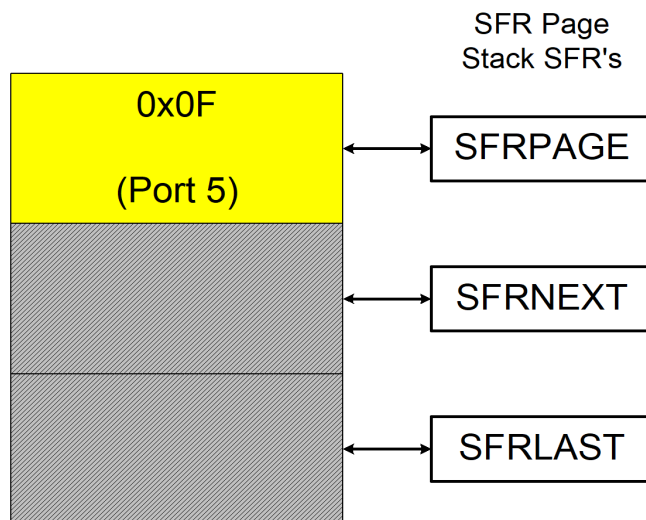 SFR Page
Stack SFR's
0x0F
(Port 5)
SFRPAGE
SFRNEXT
SFRLAST